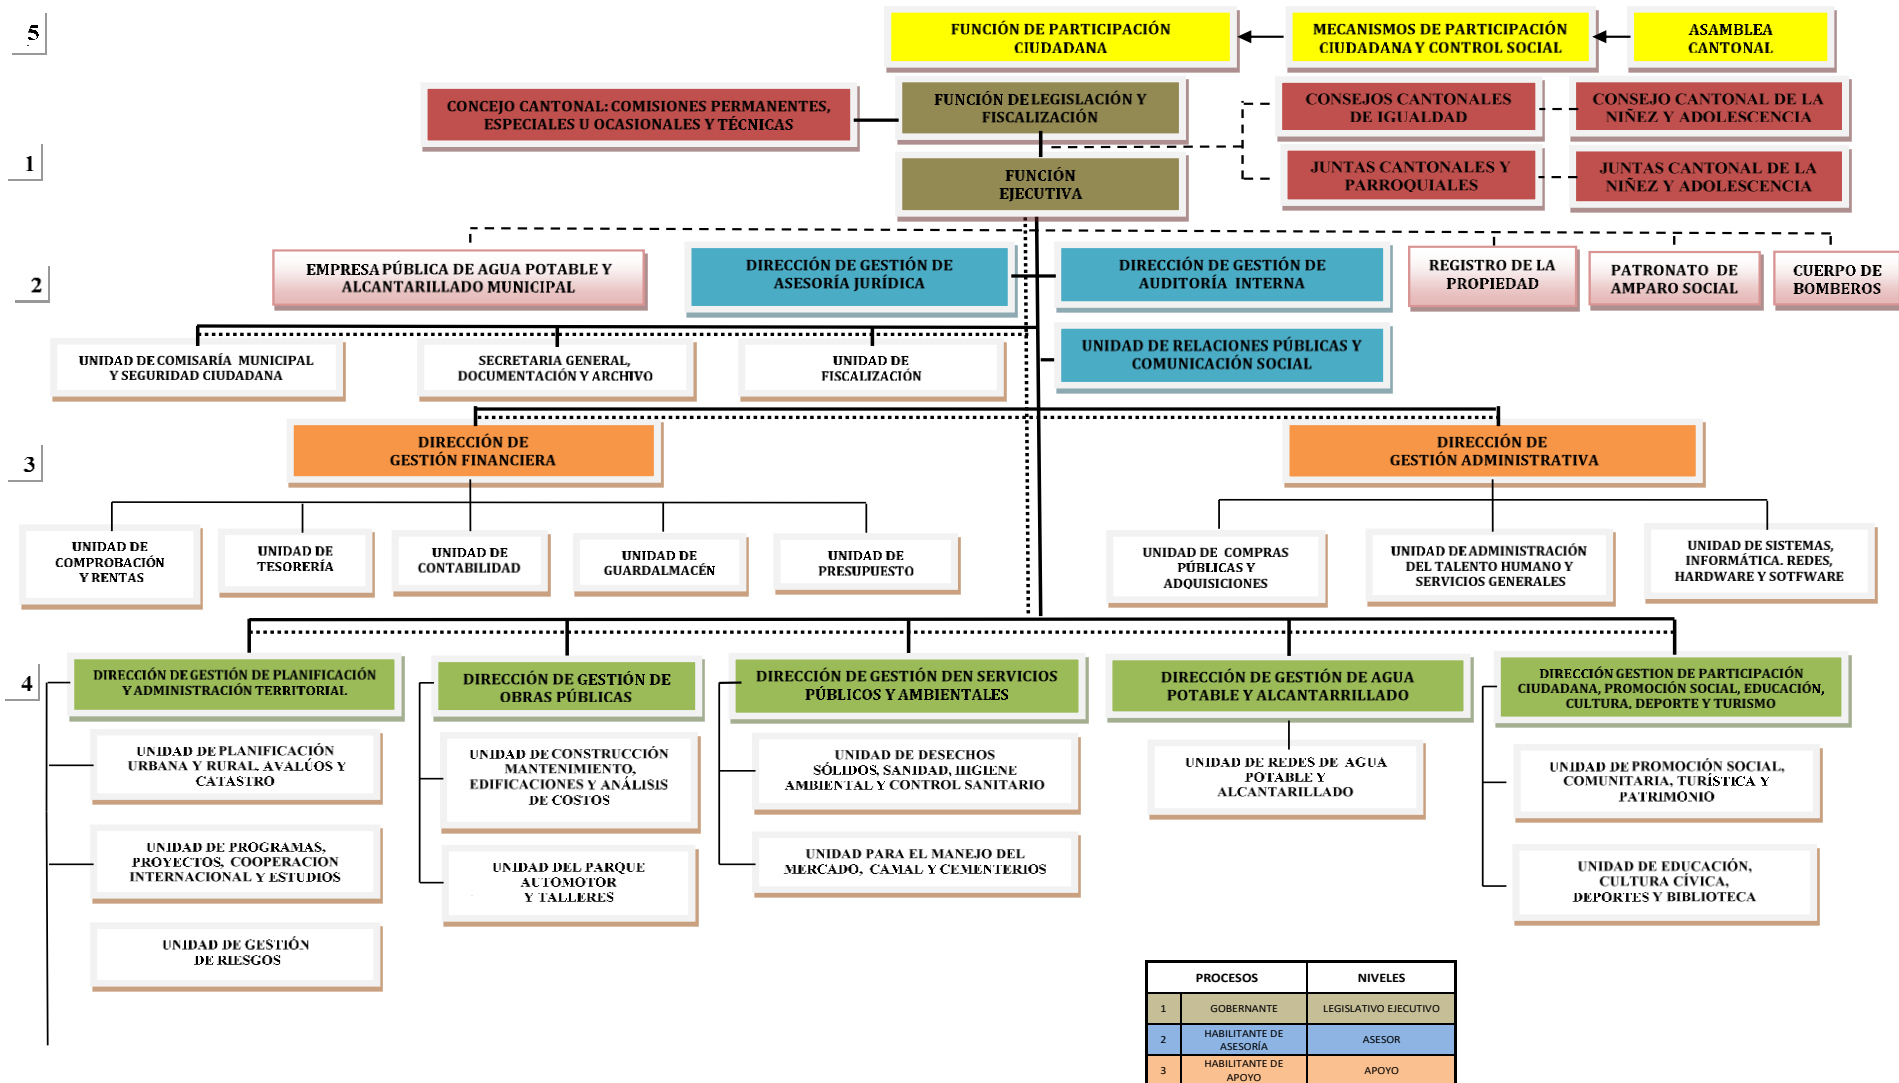 5
FUNCIÓN DE PARTICIPACIÓN
CIUDADANA
MECANISMOS DE PARTICIPACIÓN
CIUDADANA Y CONTROL SOCIAL
ASAMBLEA
CANTONAL
CONCEJO CANTONAL: COMISIONES PERMANENTES,
ESPECIALES U OCASIONALES Y TÉCNICAS
FUNCIÓN DE LEGISLACIÓN Y
FISCALIZACIÓN
CONSEJOS CANTONALES
DE IGUALDAD
CONSEJO CANTONAL DE LA
NIÑEZ Y ADOLESCENCIA
1
FUNCIÓN
EJECUTIVA
JUNTAS CANTONALES Y
PARROQUIALES
JUNTAS CANTONAL DE LA
NIÑEZ Y ADOLESCENCIA
2
EMPRESA PÚBLICA DE AGUA POTABLE Y
ALCANTARILLADO MUNICIPAL
DIRECCIÓN DE GESTIÓN DE
ASESORÍA JURÍDICA
DIRECCIÓN DE GESTIÓN DE
AUDITORÍA INTERNA
REGISTRO DE LA
PROPIEDAD
PATRONATO DE
AMPARO SOCIAL
CUERPO DE
BOMBEROS
UNIDAD DE COMISARÍA MUNICIPAL
Y SEGURIDAD CIUDADANA
SECRETARIA GENERAL,
DOCUMENTACIÓN Y ARCHIVO
UNIDAD DE
FISCALIZACIÓN
UNIDAD DE RELACIONES PÚBLICAS Y
COMUNICACIÓN SOCIAL
3
DIRECCIÓN DE
GESTIÓN FINANCIERA
DIRECCIÓN DE
GESTIÓN ADMINISTRATIVA
UNIDAD DE
COMPROBACIÓN
Y RENTAS
UNIDAD DE
TESORERÍA
UNIDAD DE
CONTABILIDAD
UNIDAD DE
GUARDALMACÉN
UNIDAD DE
PRESUPUESTO
UNIDAD DE COMPRAS
PÚBLICAS Y
ADQUISICIONES
UNIDAD DE ADMINISTRACIÓN
DEL TALENTO HUMANO Y
SERVICIOS GENERALES
UNIDAD DE SISTEMAS,
INFORMÁTICA. REDES,
HARDWARE Y SOTFWARE
4
DIRECCIÓN DE GESTIÓN DE PLANIFICACIÓN
Y ADMINISTRACIÓN TERRITORIAL
DIRECCIÓN DE GESTIÓN DE
OBRAS PÚBLICAS
DIRECCIÓN DE GESTIÓN DEN SERVICIOS
PÚBLICOS Y AMBIENTALES
DIRECCIÓN DE GESTIÓN DE AGUA
POTABLE Y ALCANTARRILLADO
DIRECCIÓN GESTION DE PARTICIPACIÓN
CIUDADANA, PROMOCIÓN SOCIAL, EDUCACIÓN,
CULTURA, DEPORTE Y TURISMO
UNIDAD DE PLANIFICACIÓN
URBANA Y RURAL, AVALÚOS Y
CATASTRO
UNIDAD DE CONSTRUCCIÓN
MANTENIMIENTO,
EDIFICACIONES Y ANÁLISIS
DE COSTOS
UNIDAD DE DESECHOS
SÓLIDOS, SANIDAD, HIGIENE
AMBIENTAL Y CONTROL SANITARIO
UNIDAD DE REDES DE AGUA
POTABLE Y
ALCANTARILLADO
UNIDAD DE PROMOCIÓN SOCIAL,
COMUNITARIA, TURÍSTICA Y
PATRIMONIO
UNIDAD DE PROGRAMAS,
PROYECTOS, COOPERACION
INTERNACIONAL Y ESTUDIOS
UNIDAD DEL PARQUE
AUTOMOTOR
Y TALLERES
UNIDAD PARA EL MANEJO DEL
MERCADO, CAMAL Y CEMENTERIOS
UNIDAD DE EDUCACIÓN,
CULTURA CÍVICA,
DEPORTES Y BIBLIOTECA
UNIDAD DE GESTIÓN
DE RIESGOS
PROCESOS NIVELES
1 GOBERNANTE LEGISLATIVO EJECUTIVO
2 HABILITANTE DE
ASESORÍA ASESOR
3 HABILITANTE DE
APOYO APOYO